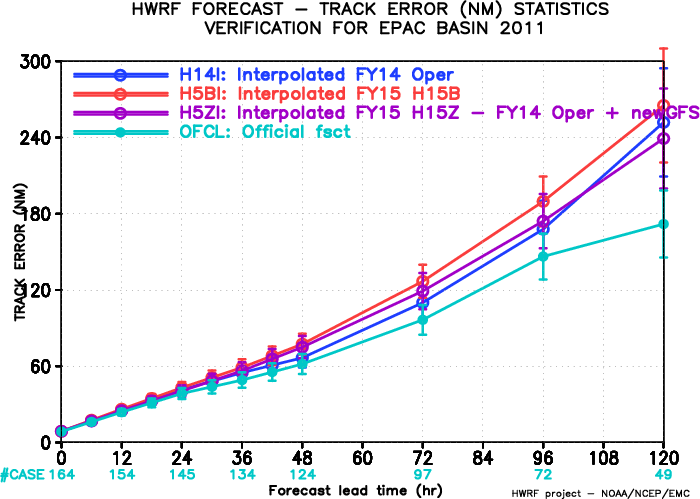 HWRF FORECAST – TRACK ERROR (NM) STATISTICS
VERIFICATION FOR EPAC BASIN 2011
H14I: Interpolated FY14 Oper
H5BI: Interpolated FY15 H15B
H5ZI: Interpolated FY15 H15Z – FY14 Oper + newGFS
OFCL: Official fsct
TRACK ERROR (NM)
300
240
180
120
60
0
0 12 24 36 48 60 72 84 96 108 120
#CASE 164 154 145 134 124 97 72 49
Forecast lead time (hr)
HWRF project – NOAA/NCEP/EMC